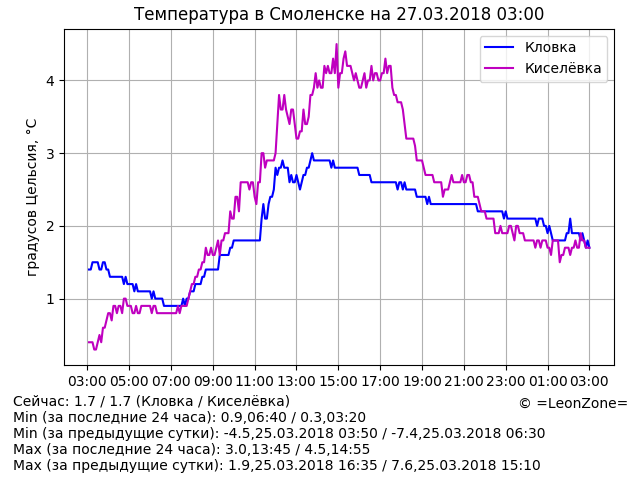 Температура в Смоленске на 27.03.2018 03:00
Кловка
Киселёвка
градусов Цельсия, °C
4
3
2
1
03:00 05:00 07:00 09:00 11:00 13:00 15:00 17:00 19:00 21:00 23:00 01:00 03:00
Сейчас: 1.7 / 1.7 (Кловка / Киселёвка)
© =LeonZone=
Min (за последние 24 часа): 0.9,06:40 / 0.3,03:20
Min (за предыдущие сутки): -4.5,25.03.2018 03:50 / -7.4,25.03.2018 06:30
Max (за последние 24 часа): 3.0,13:45 / 4.5,14:55
Max (за предыдущие сутки): 1.9,25.03.2018 16:35 / 7.6,25.03.2018 15:10